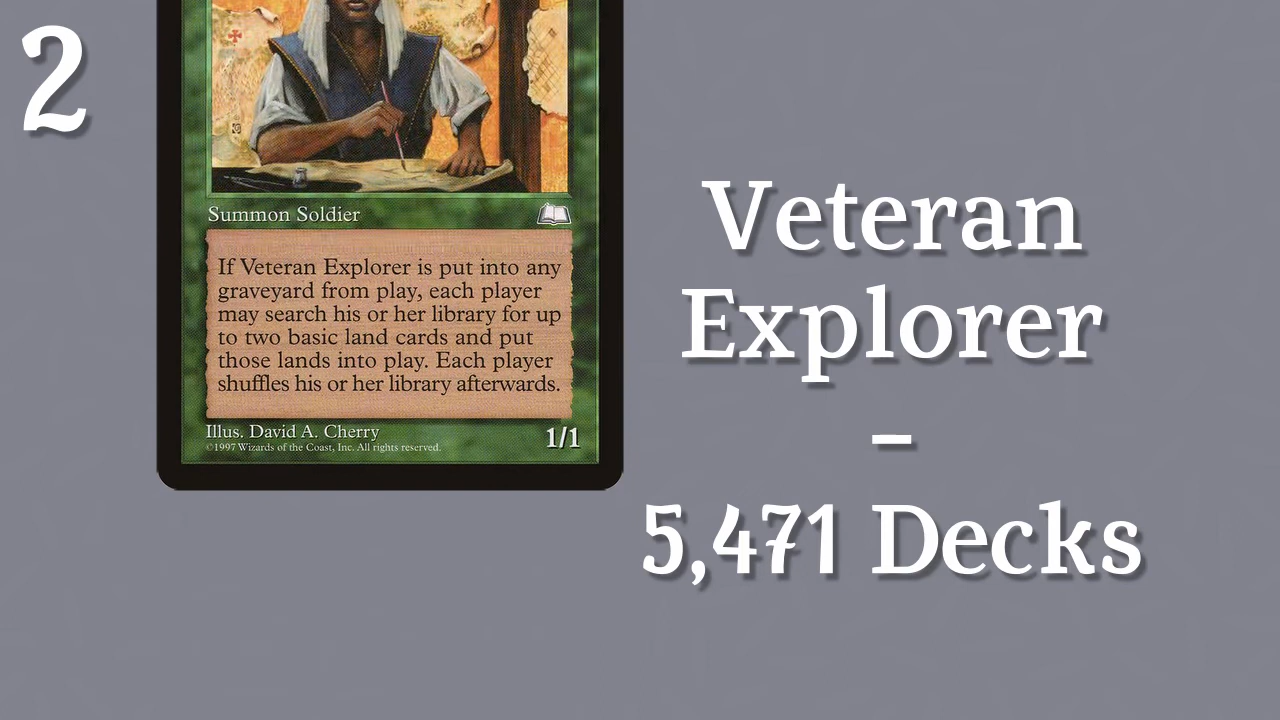 2
Summon Soldier
If Veteran Explorer is put into any
graveyard from play, each player
may search his or her library for up
to two basic land cards and put
those lands into play. Each player
shuffles his or her library afterwards.
Illus. David A. Cherry
1/1
©1997 Wizards of the Coast, Inc. All rights reserved.
Veteran
Explorer
–
5,471 Decks